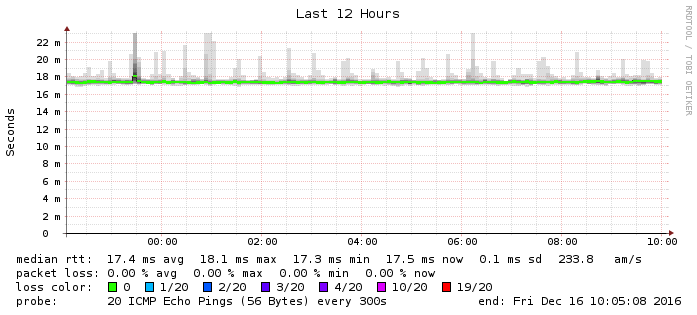 Last 12 Hours
RRDTOOL / TOBI OETIKER
Seconds
22 m
20 m
18 m
16 m
14 m
12 m
10 m
8 m
6 m
4 m
2 m
0
00:00 02:00 04:00 06:00 08:00 10:00
median rtt: 17.4 ms avg 18.1 ms max 17.3 ms min 17.5 ms now 0.1 ms sd 233.8 am/s
packet loss: 0.00 % avg 0.00 % max 0.00 % min 0.00 % now
loss color: 0 1/20 2/20 3/20 4/20 10/20 19/20
probe: 20 ICMP Echo Pings (56 Bytes) every 300s end: Fri Dec 16 10:05:08 2016